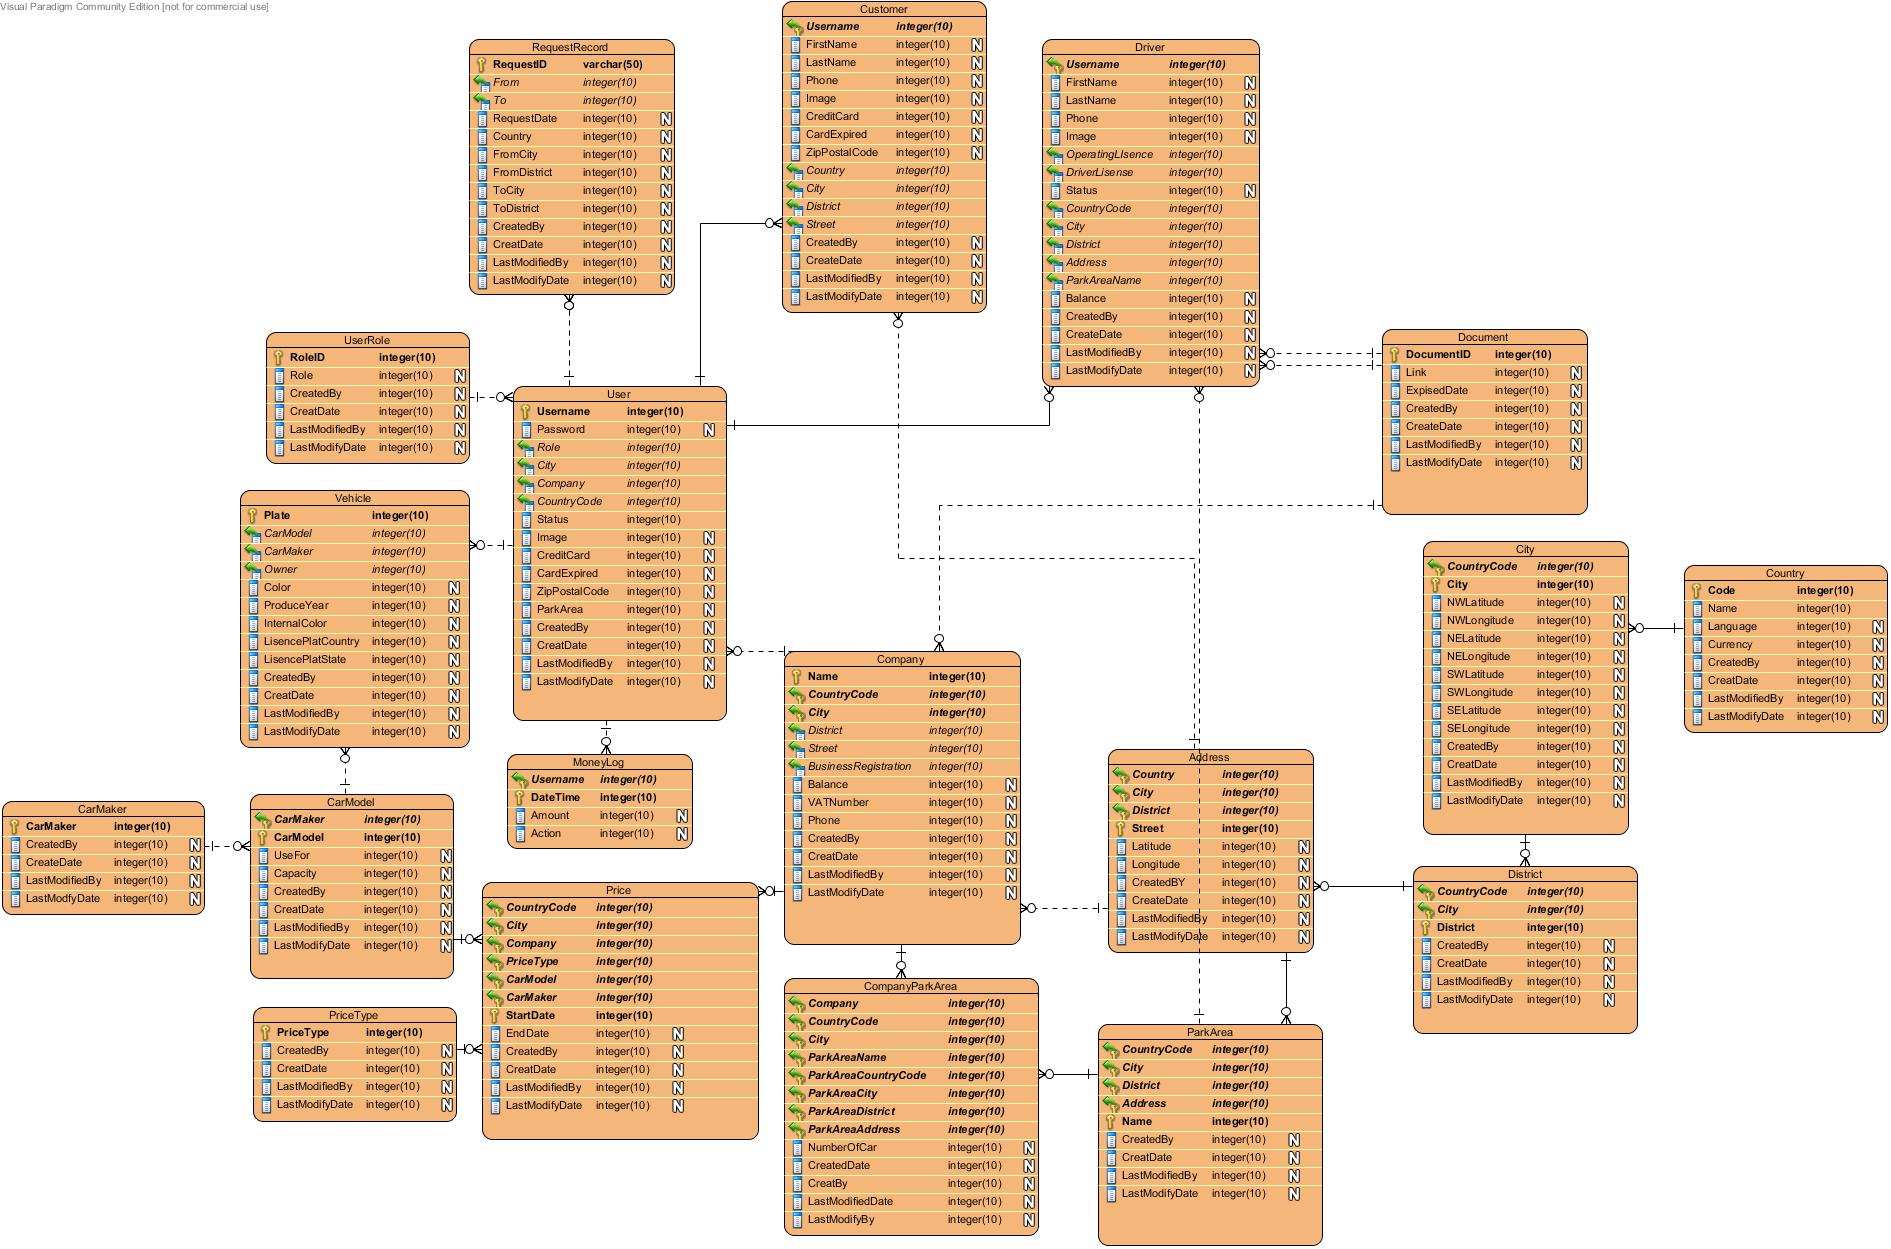 Visual Paradigm Community Edition [not for commercial use]
Customer
Username integer(10)
FirstName integer(10) N
LastName integer(10) N
Phone integer(10) N
Image integer(10) N
CreditCard integer(10) N
CardExpired integer(10) N
ZipPostalCode integer(10) N
Country integer(10)
City integer(10)
District integer(10)
Street integer(10)
CreatedBy integer(10) N
CreateDate integer(10) N
LastModifiedBy integer(10) N
LastModifyDate integer(10) N
RequestRecord
RequestID varchar(50)
From integer(10)
To integer(10)
RequestDate integer(10) N
Country integer(10) N
FromCity integer(10) N
FromDistrict integer(10) N
ToCity integer(10) N
ToDistrict integer(10) N
CreatedBy integer(10) N
CreatDate integer(10) N
LastModifiedBy integer(10) N
LastModifyDate integer(10) N
Driver
Username integer(10)
FirstName integer(10) N
LastName integer(10) N
Phone integer(10) N
Image integer(10) N
OperatingLIsence integer(10)
DriverLisense integer(10)
Status integer(10) N
CountryCode integer(10)
City integer(10)
District integer(10)
Address integer(10)
ParkAreaName integer(10)
Balance integer(10) N
CreatedBy integer(10) N
CreateDate integer(10) N
LastModifiedBy integer(10) N
LastModifyDate integer(10) N
Document
DocumentID integer(10)
Link integer(10) N
ExpisedDate integer(10) N
CreatedBy integer(10) N
CreateDate integer(10) N
LastModifiedBy integer(10) N
LastModifyDate integer(10) N
UserRole
RoleID integer(10)
Role integer(10) N
CreatedBy integer(10) N
CreatDate integer(10) N
LastModifiedBy integer(10) N
LastModifyDate integer(10) N
User
Username integer(10)
Password integer(10) N
Role integer(10)
City integer(10)
Company integer(10)
CountryCode integer(10)
Status integer(10)
Image integer(10) N
CreditCard integer(10) N
CardExpired integer(10) N
ZipPostalCode integer(10) N
ParkArea integer(10) N
CreatedBy integer(10) N
CreatDate integer(10) N
LastModifiedBy integer(10) N
LastModifyDate integer(10) N
Vehicle
Plate integer(10)
CarModel integer(10)
CarMaker integer(10)
Owner integer(10)
Color integer(10) N
ProduceYear integer(10) N
InternalColor integer(10) N
LisencePlatCountry integer(10) N
LisencePlatState integer(10) N
CreatedBy integer(10) N
CreatDate integer(10) N
LastModifiedBy integer(10) N
LastModifyDate integer(10) N
City
CountryCode integer(10)
City integer(10)
NWLatitude integer(10) N
NWLongitude integer(10) N
NELatitude integer(10) N
NELongitude integer(10) N
SWLatitude integer(10) N
SWLongitude integer(10) N
SELatitude integer(10) N
SELongitude integer(10) N
CreatedBy integer(10) N
CreatDate integer(10) N
LastModifiedBy integer(10) N
LastModifyDate integer(10) N
Country
Code integer(10)
Name integer(10)
Language integer(10) N
Currency integer(10) N
CreatedBy integer(10) N
CreatDate integer(10) N
LastModifiedBy integer(10) N
LastModifyDate integer(10) N
Company
Name integer(10)
CountryCode integer(10)
City integer(10)
District integer(10)
Street integer(10)
BusinessRegistration integer(10)
Balance integer(10) N
VATNumber integer(10) N
Phone integer(10) N
CreatedBy integer(10) N
CreatDate integer(10) N
LastModifiedBy integer(10) N
LastModifyDate integer(10) N
MoneyLog
Username integer(10)
DateTime integer(10)
Amount integer(10) N
Action integer(10) N
Address
Country integer(10)
City integer(10)
District integer(10)
Street integer(10)
Latitude integer(10) N
Longitude integer(10) N
CreatedBY integer(10) N
CreateDate integer(10) N
LastModifiedBy integer(10) N
LastModifyDate integer(10) N
CarMaker
CarMaker integer(10)
CreatedBy integer(10) N
CreateDate integer(10) N
LastModifiedBy integer(10) N
LastModfyDate integer(10) N
CarModel
CarMaker integer(10)
CarModel integer(10)
UseFor integer(10) N
Capacity integer(10) N
CreatedBy integer(10) N
CreatDate integer(10) N
LastModifiedBy integer(10) N
LastModifyDate integer(10) N
Price
CountryCode integer(10)
City integer(10)
Company integer(10)
PriceType integer(10)
CarModel integer(10)
CarMaker integer(10)
StartDate integer(10)
EndDate integer(10) N
CreatedBy integer(10) N
CreatDate integer(10) N
LastModifiedBy integer(10) N
LastModifyDate integer(10) N
District
CountryCode integer(10)
City integer(10)
District integer(10)
CreatedBy integer(10) N
CreatDate integer(10) N
LastModifiedBy integer(10) N
LastModifyDate integer(10) N
CompanyParkArea
Company integer(10)
CountryCode integer(10)
City integer(10)
ParkAreaName integer(10)
ParkAreaCountryCode integer(10)
ParkAreaCity integer(10)
ParkAreaDistrict integer(10)
ParkAreaAddress integer(10)
NumberOfCar integer(10) N
CreatedDate integer(10) N
CreatBy integer(10) N
LastModifiedDate integer(10) N
LastModifyBy integer(10) N
PriceType
PriceType integer(10)
CreatedBy integer(10) N
CreatDate integer(10) N
LastModifiedBy integer(10) N
LastModifyDate integer(10) N
ParkArea
CountryCode integer(10)
City integer(10)
District integer(10)
Address integer(10)
Name integer(10)
CreatedBy integer(10) N
CreatDate integer(10) N
LastModifiedBy integer(10) N
LastModifyDate integer(10) N